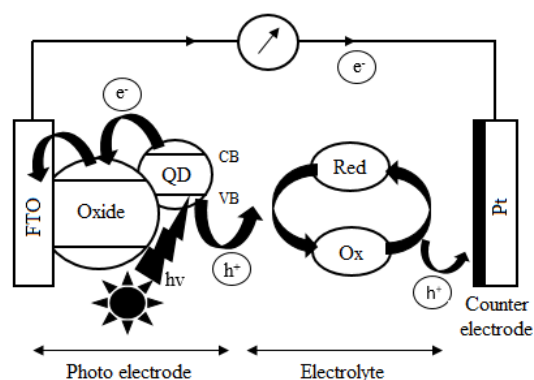 e-
e-
CB
QD
VB
Red
FTO
Oxide
Pt
Ox
hv
h+
h+
Counter
electrode
Photo electrode
Electrolyte